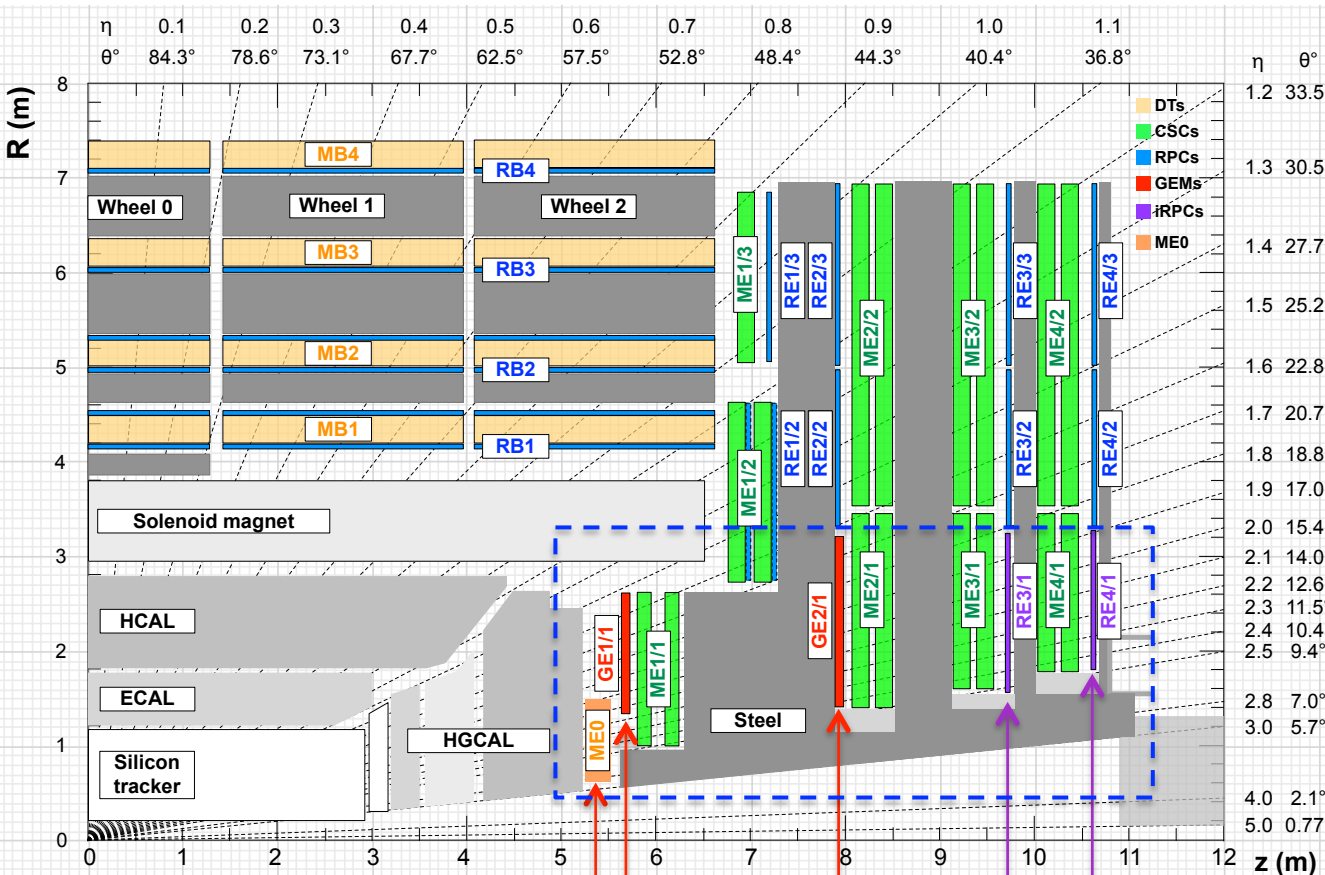 η 0.1 0.2 0.3 0.4 0.5 0.6 0.7 0.8 0.9 1.0 1.1
θ° 84.3° 78.6° 73.1° 67.7° 62.5° 57.5° 52.8° 48.4° 44.3° 40.4° 36.8° η θ°
R (m)
8
7
6
5
4
3
2
1
0
1.2 33.5
1.3 30.5
1.4 27.7
1.5 25.2
1.6 22.8
1.7 20.7
1.8 18.8
1.9 17.0
2.0 15.4
2.1 14.0
2.2 12.6
2.3 11.5°
2.4 10.4
2.5 9.4°
2.8 7.0°
3.0 5.7°
4.0 2.1°
5.0 0.77
DTs
CSCs
RPCs
GEMs
iRPCs
ME0
MB4
RB4
Wheel 0
Wheel 1
Wheel 2
MB3
RB3
MB2
RB2
MB1
RB1
Solenoid magnet
HCAL
ECAL
HGCAL
Silicon
tracker
Steel
ME0
GE1/1
ME1/1
ME1/2
ME1/3
RE1/3
RE2/3
RE1/2
RE2/2
GE2/1
ME2/2
ME2/1
ME3/2
ME3/1
RE3/3
RE3/2
RE3/1
ME4/2
ME4/1
RE4/3
RE4/2
RE4/1
0 1 2 3 4 5 6 7 8 9 10 11 12
z (m)